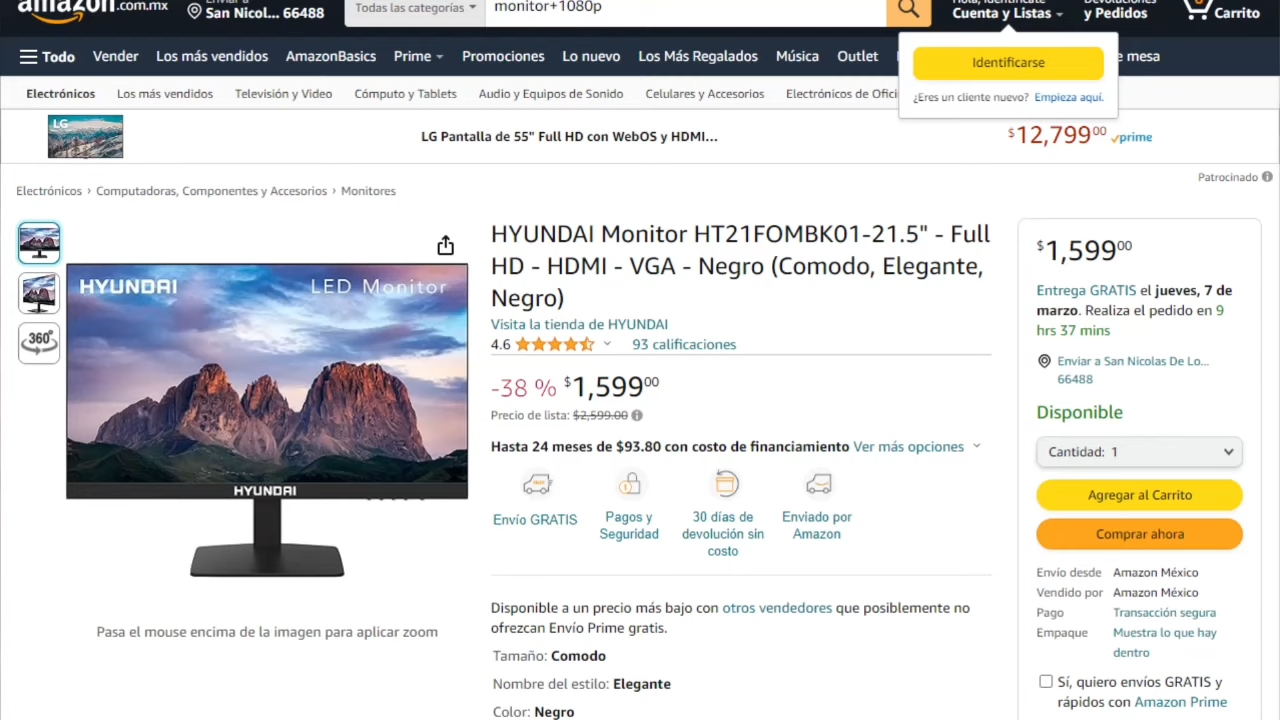 amazon.com.mx
Enviar a
San Nicol... 66488
Todas las categorías
monitor+1080p
Hola, identifícate
Cuenta y Listas
Devoluciones
y Pedidos
Carrito
Todo
Vender
Los más vendidos
AmazonBasics
Prime
Promociones
Lo nuevo
Los Más Regalados
Música
Outlet
e mesa
Identificarse
¿Eres un cliente nuevo? Empieza aquí.
Electrónicos
Los más vendidos
Televisión y Video
Cómputo y Tablets
Audio y Equipos de Sonido
Celulares y Accesorios
Electrónicos de Ofici
LG
LG Pantalla de 55" Full HD con WebOS y HDMI...
$12,799.00 prime
Patrocinado
Electrónicos › Computadoras, Componentes y Accesorios › Monitores
360°
HYUNDAI
LED Monitor
HYUNDAI
Pasa el mouse encima de la imagen para aplicar zoom
HYUNDAI Monitor HT21FOMBK01-21.5" - Full
HD - HDMI - VGA - Negro (Comodo, Elegante,
Negro)
Visita la tienda de HYUNDAI
4.6
93 calificaciones
-38 % $1,599.00
Precio de lista: $2,599.00
Hasta 24 meses de $93.80 con costo de financiamiento Ver más opciones
Envío GRATIS
Pagos y
Seguridad
30 días de
devolución sin
costo
Enviado por
Amazon
Disponible a un precio más bajo con otros vendedores que posiblemente no
ofrezcan Envío Prime gratis.
Tamaño: Comodo
Nombre del estilo: Elegante
Color: Negro
$1,599.00
Entrega GRATIS el jueves, 7 de
marzo. Realiza el pedido en 9
hrs 37 mins
Enviar a San Nicolas De Lo...
66488
Disponible
Cantidad: 1
Agregar al Carrito
Comprar ahora
Envío desde Amazon México
Vendido por Amazon México
Pago Transacción segura
Empaque Muestra lo que hay
dentro
Sí, quiero envíos GRATIS y
rápidos con Amazon Prime